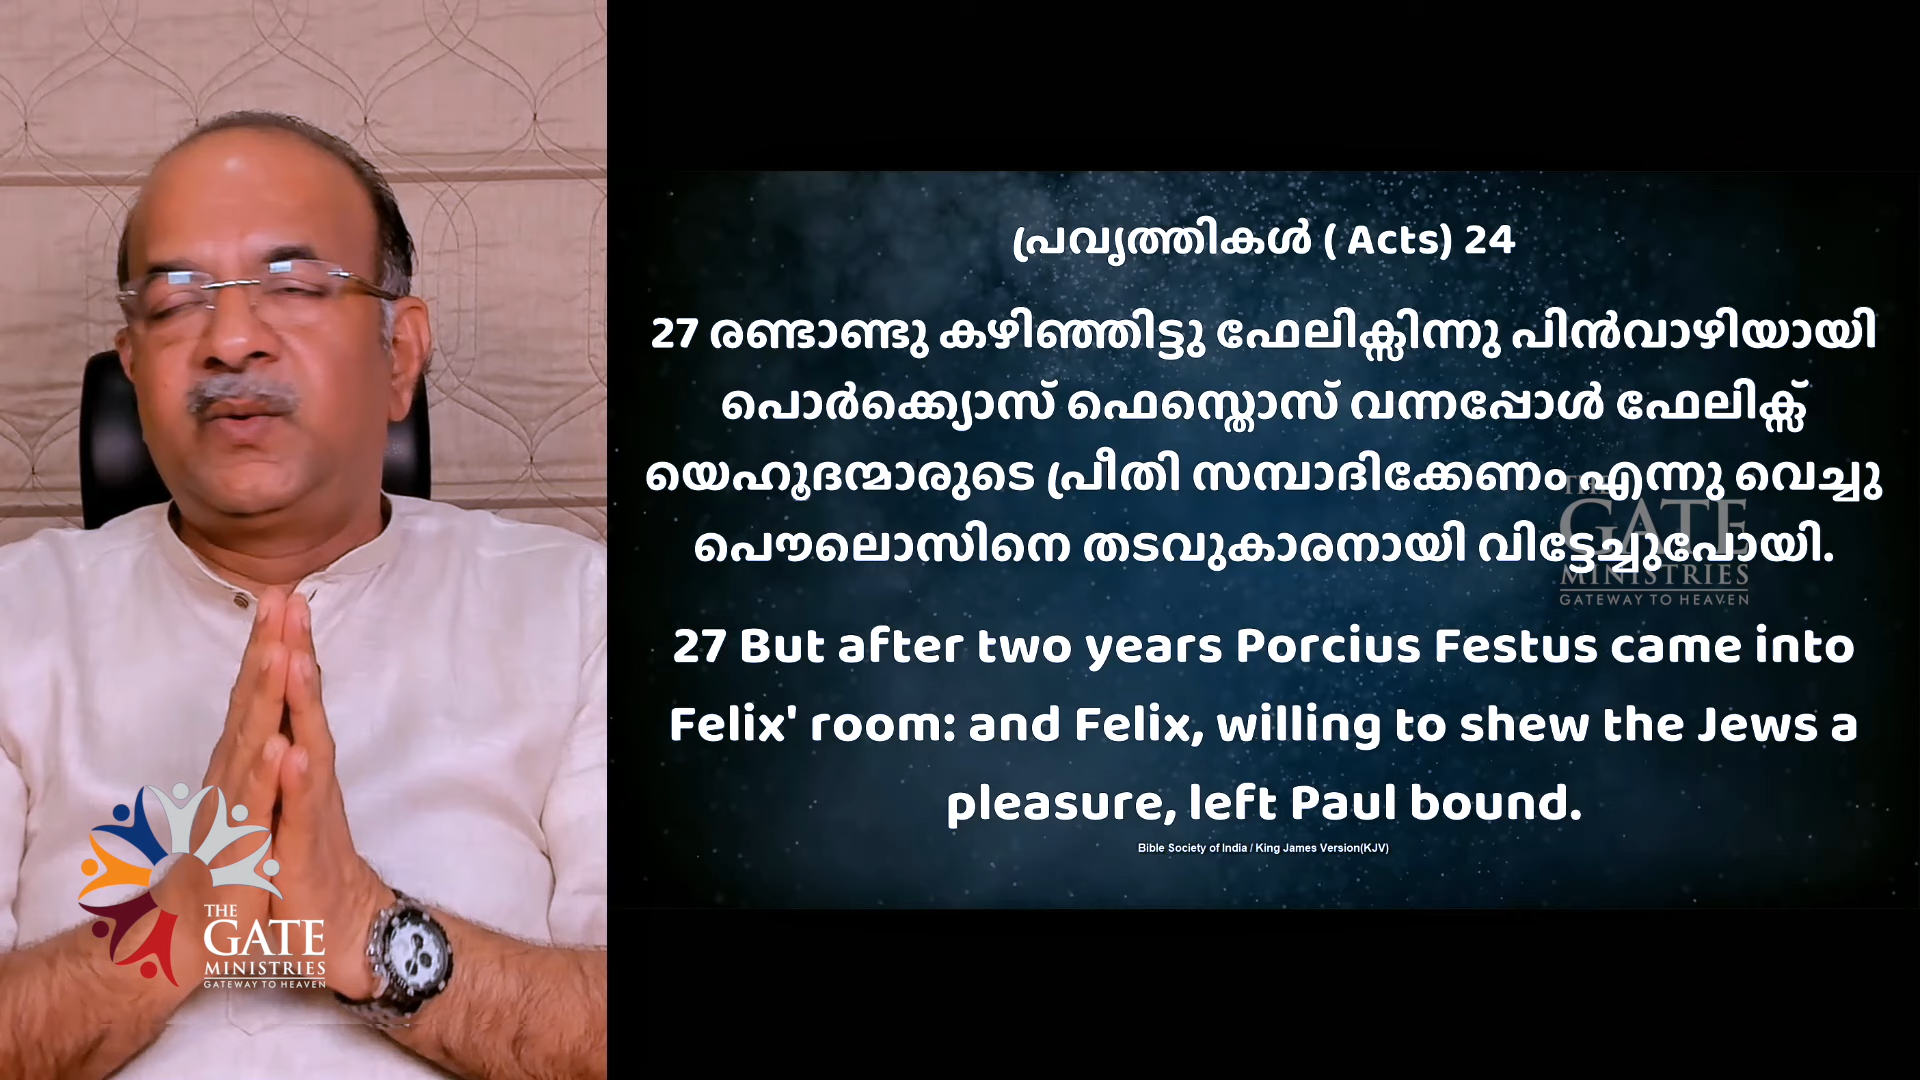 പ്രവൃത്തികൾ ( Acts) 24
27 രണ്ടാണ്ടു കഴിഞ്ഞിട്ടു ഫേലിക്സിന്നു പിൻവാഴിയായി
പൊർക്ക്യൊസ് ഫെസ്തൊസ് വന്നപ്പോൾ ഫേലിക്സ്
യെഹൂദന്മാരുടെ പ്രീതി സമ്പാദിക്കേണം എന്നു വെച്ചു
പൌലൊസിനെ തടവുകാരനായി വിട്ടേച്ചുപോയി.
THE
GATE
MINISTRIES
GATEWAY TO HEAVEN
27 But after two years Porcius Festus came into
Felix' room: and Felix, willing to shew the Jews a
pleasure, left Paul bound.
Bible Society of India / King James Version(KJV)
THE
GATE
MINISTRIES
GATEWAY TO HEAVEN